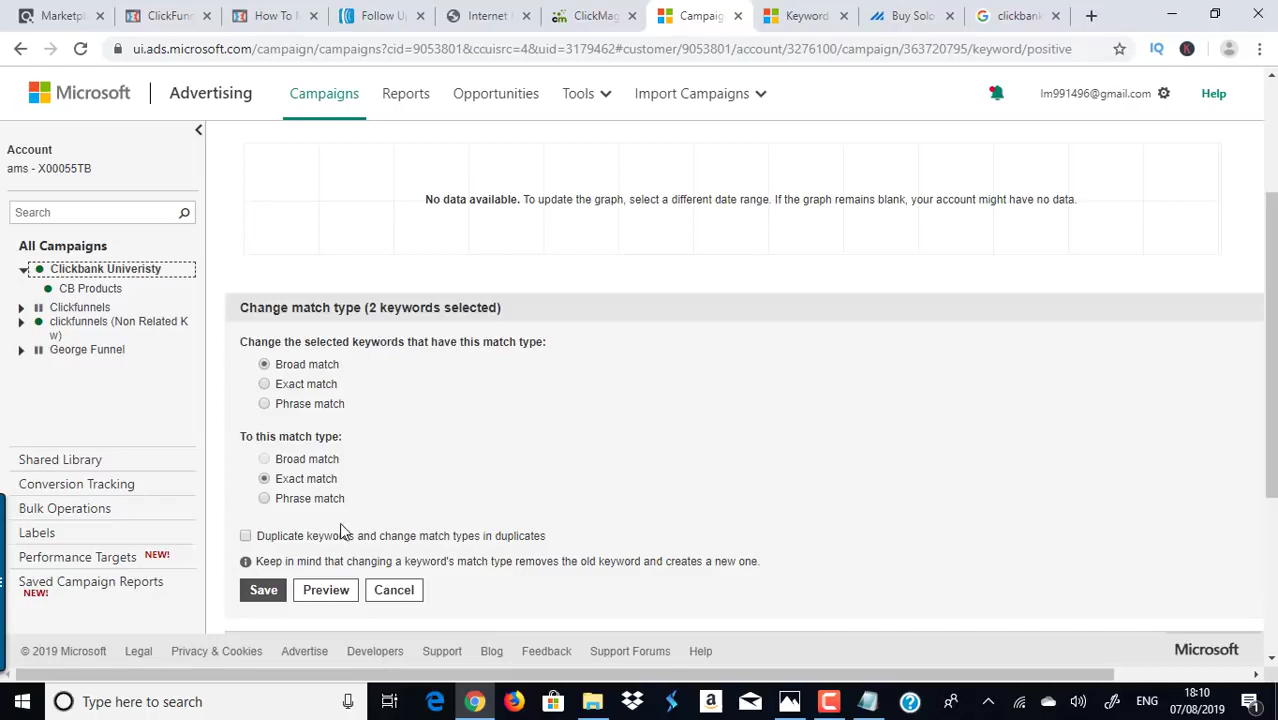 Marketpl
ClickFunn
How To M
Follow Up
Internet M
ClickMag
Campaig
Keyword
Buy Solo
clickbank
ui.ads.microsoft.com/campaign/campaigns?cid=9053801&ccuisrc=4&uid=3179462#customer/9053801/account/3276100/campaign/363720795/keyword/positive
IQ
K
Microsoft
Advertising
Campaigns
Reports
Opportunities
Tools
Import Campaigns
lm991496@gmail.com
Help
Account
ams - X00055TB
Search
All Campaigns
Clickbank Univeristy
CB Products
Clickfunnels
clickfunnels (Non Related K
w)
George Funnel
Shared Library
Conversion Tracking
Bulk Operations
Labels
Performance Targets NEW!
Saved Campaign Reports
NEW!
No data available. To update the graph, select a different date range. If the graph remains blank, your account might have no data.
Change match type (2 keywords selected)
Change the selected keywords that have this match type:
Broad match
Exact match
Phrase match
To this match type:
Broad match
Exact match
Phrase match
Duplicate keywords and change match types in duplicates
Keep in mind that changing a keyword's match type removes the old keyword and creates a new one.
Save
Preview
Cancel
© 2019 Microsoft
Legal
Privacy & Cookies
Advertise
Developers
Support
Blog
Feedback
Support Forums
Help
Microsoft
Type here to search
ENG
18:10
07/08/2019